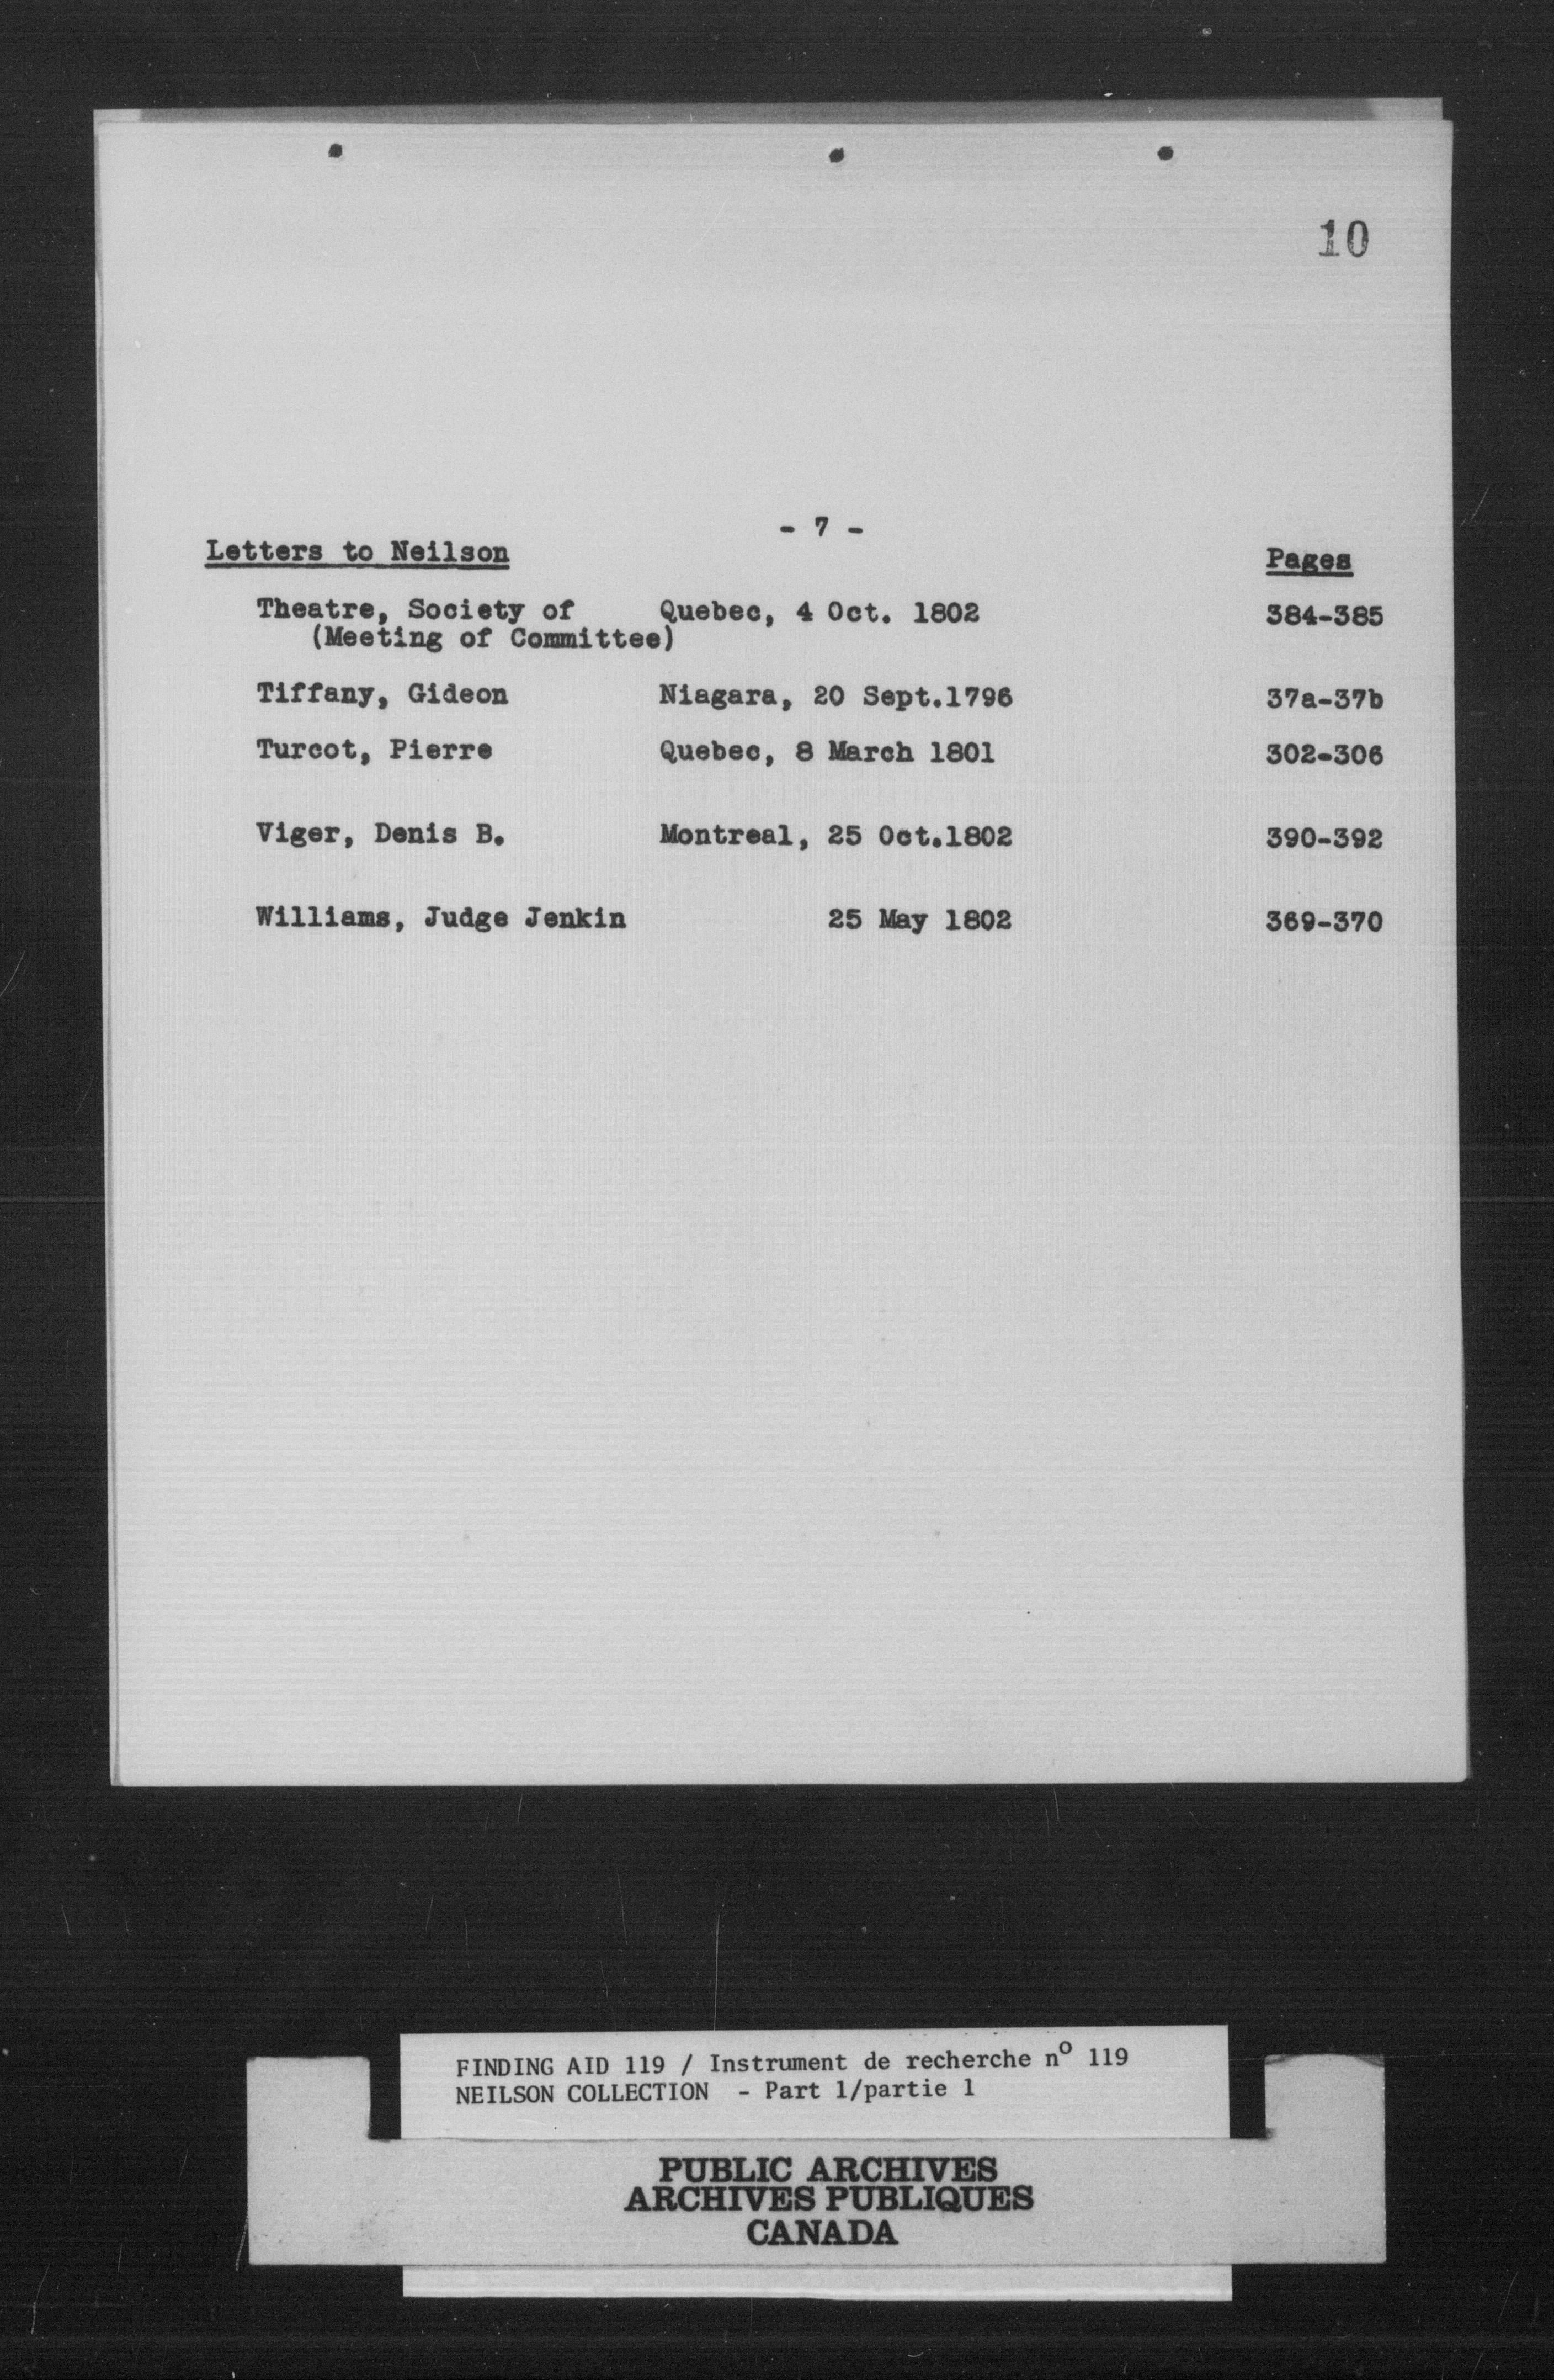 10
- 7 -
Letters to Neilson Pages
Theatre, Society of Quebec, 4 Oct. 1802 384-385
(Meeting of Committee)
Tiffany, Gideon Niagara, 20 Sept.1796 37a-37b
Turcot, Pierre Quebec, 8 March 1801 302-306
Viger, Denis B. Montreal, 25 Oct.1802 390-392
Williams, Judge Jenkin 25 May 1802 369-370
FINDING AID 119 / Instrument de recherche nº 119
NEILSON COLLECTION - Part 1/partie 1
PUBLIC ARCHIVES
ARCHIVES PUBLIQUES
CANADA